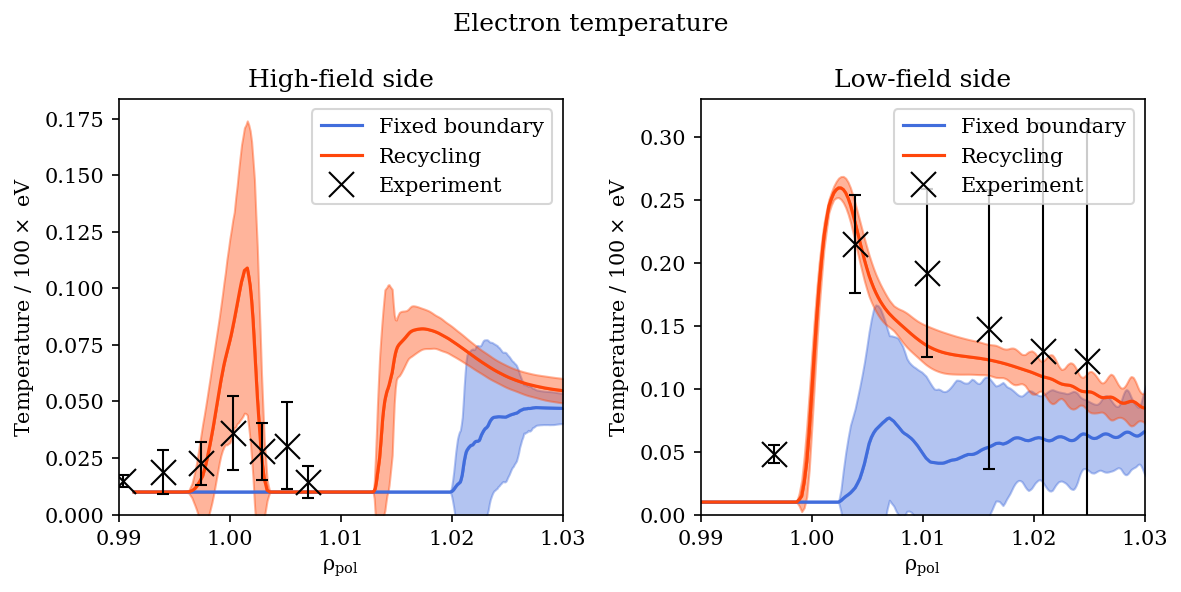 Electron temperature
High-field side
Temperature / 100 × eV
0.175
0.150
0.125
0.100
0.075
0.050
0.025
0.000
Fixed boundary
Recycling
Experiment
0.99 1.00 1.01 1.02 1.03
ρpol
Low-field side
Temperature / 100 × eV
0.30
0.25
0.20
0.15
0.10
0.05
0.00
Fixed boundary
Recycling
Experiment
0.99 1.00 1.01 1.02 1.03
ρpol